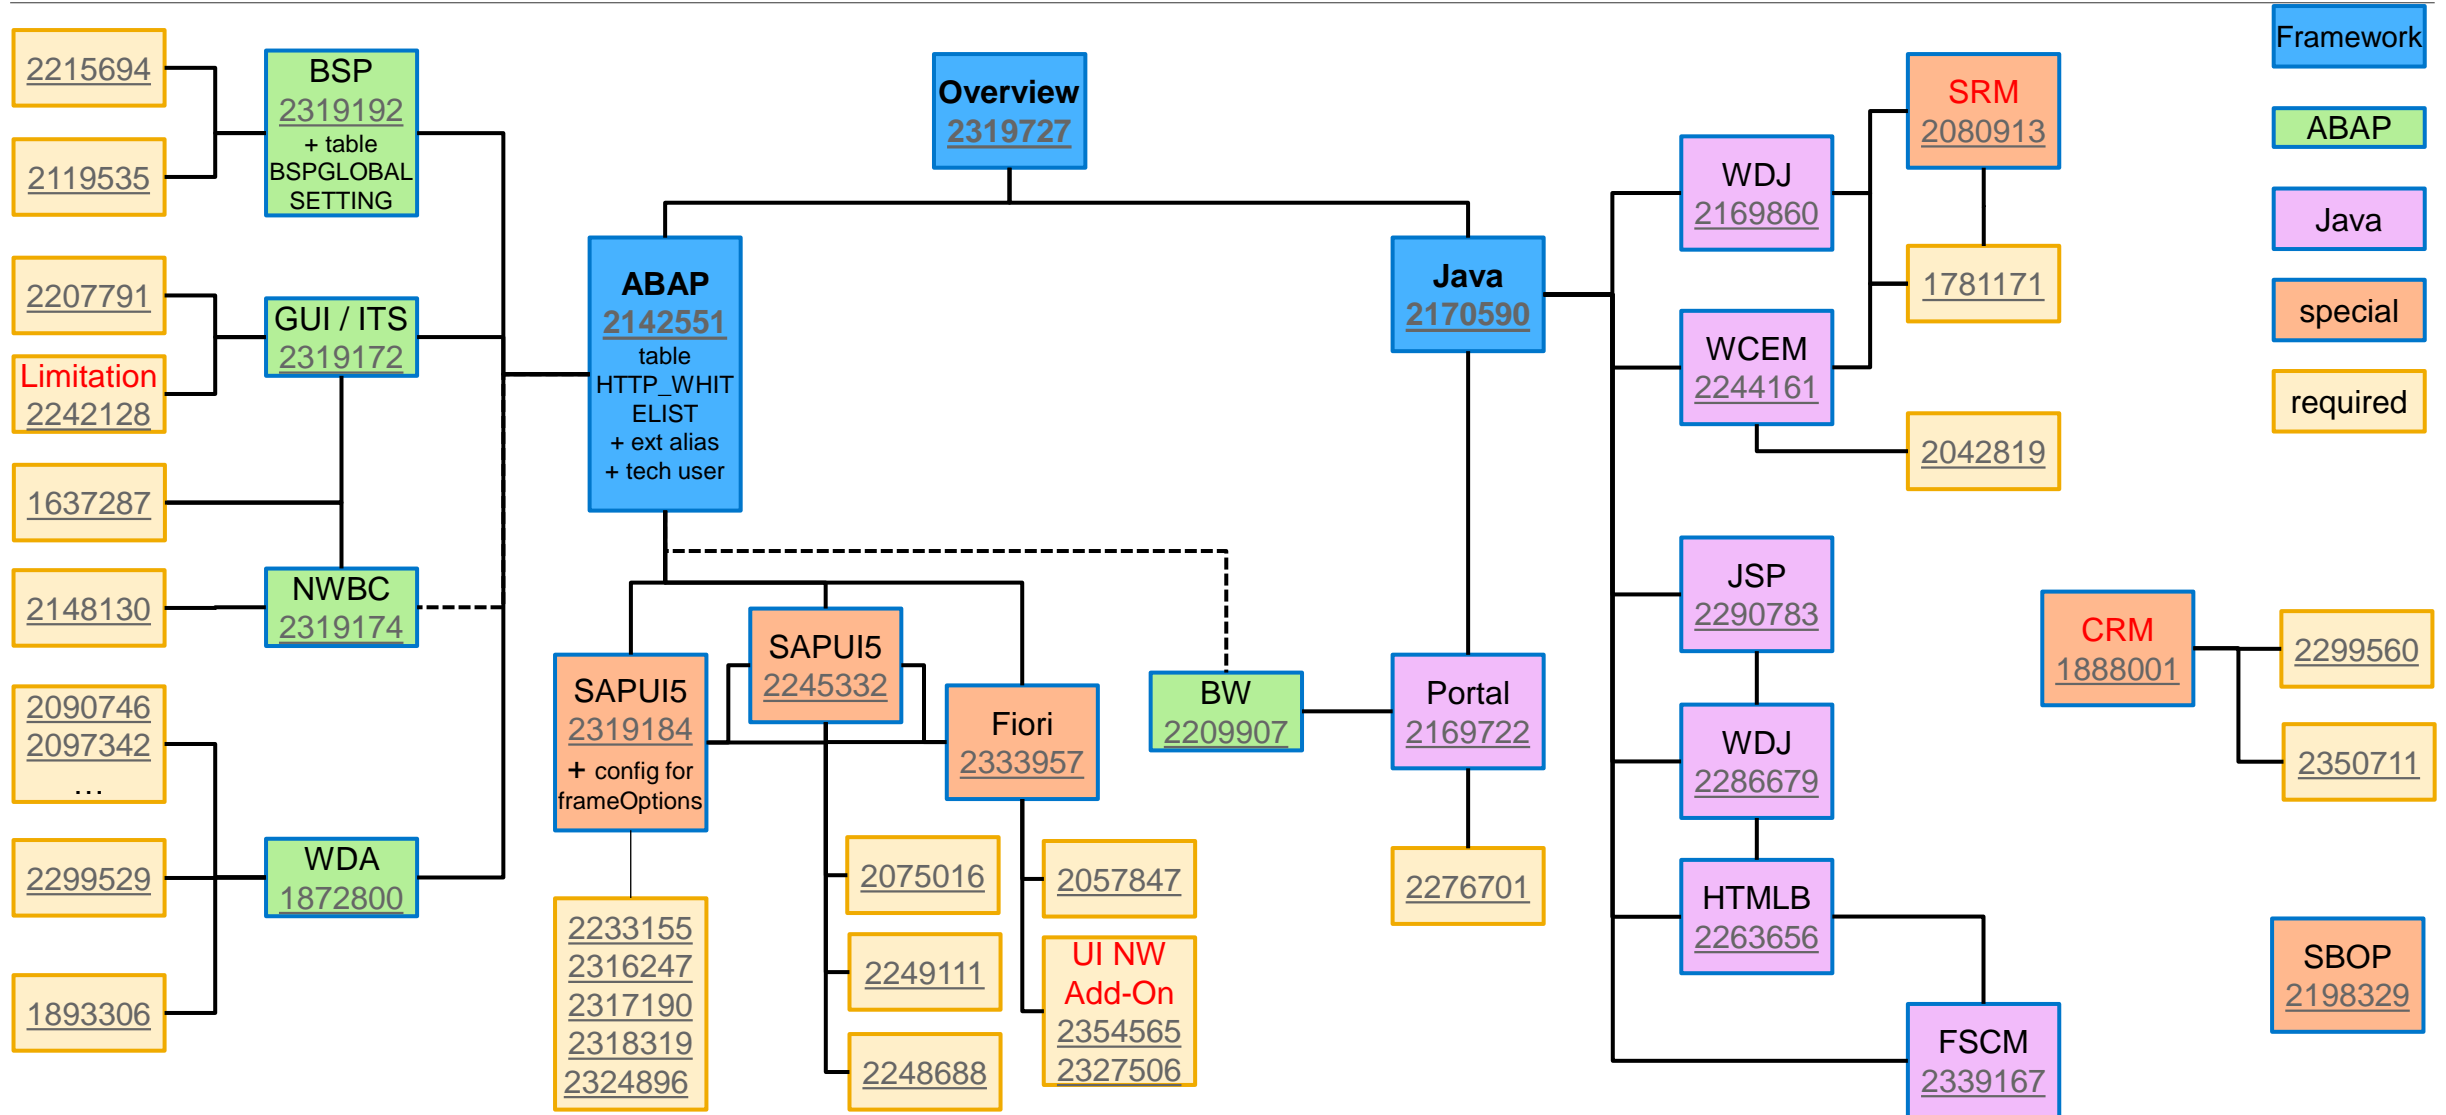 2215694
2119535
2207791
Limitation
2242128
1637287
2148130
2090746
2097342
...
2299529
1893306
BSP
2319192
+ table
BSPGLOBAL
SETTING
GUI / ITS
2319172
NWBC
2319174
WDA
1872800
Overview
2319727
ABAP
2142551
table
HTTP_WHIT
ELIST
+ ext alias
+ tech user
SAPUI5
2319184
+ config for
frameOptions
2233155
2316247
2317190
2318319
2324896
SAPUI5
2245332
2075016
2249111
2248688
Fiori
2333957
2057847
UI NW
Add-On
2354565
2327506
BW
2209907
Java
2170590
Portal
2169722
2276701
WDJ
2169860
WCEM
2244161
JSP
2290783
WDJ
2286679
HTMLB
2263656
SRM
2080913
1781171
2042819
FSCM
2339167
CRM
1888001
2299560
2350711
SBOP
2198329
Framework
ABAP
Java
special
required